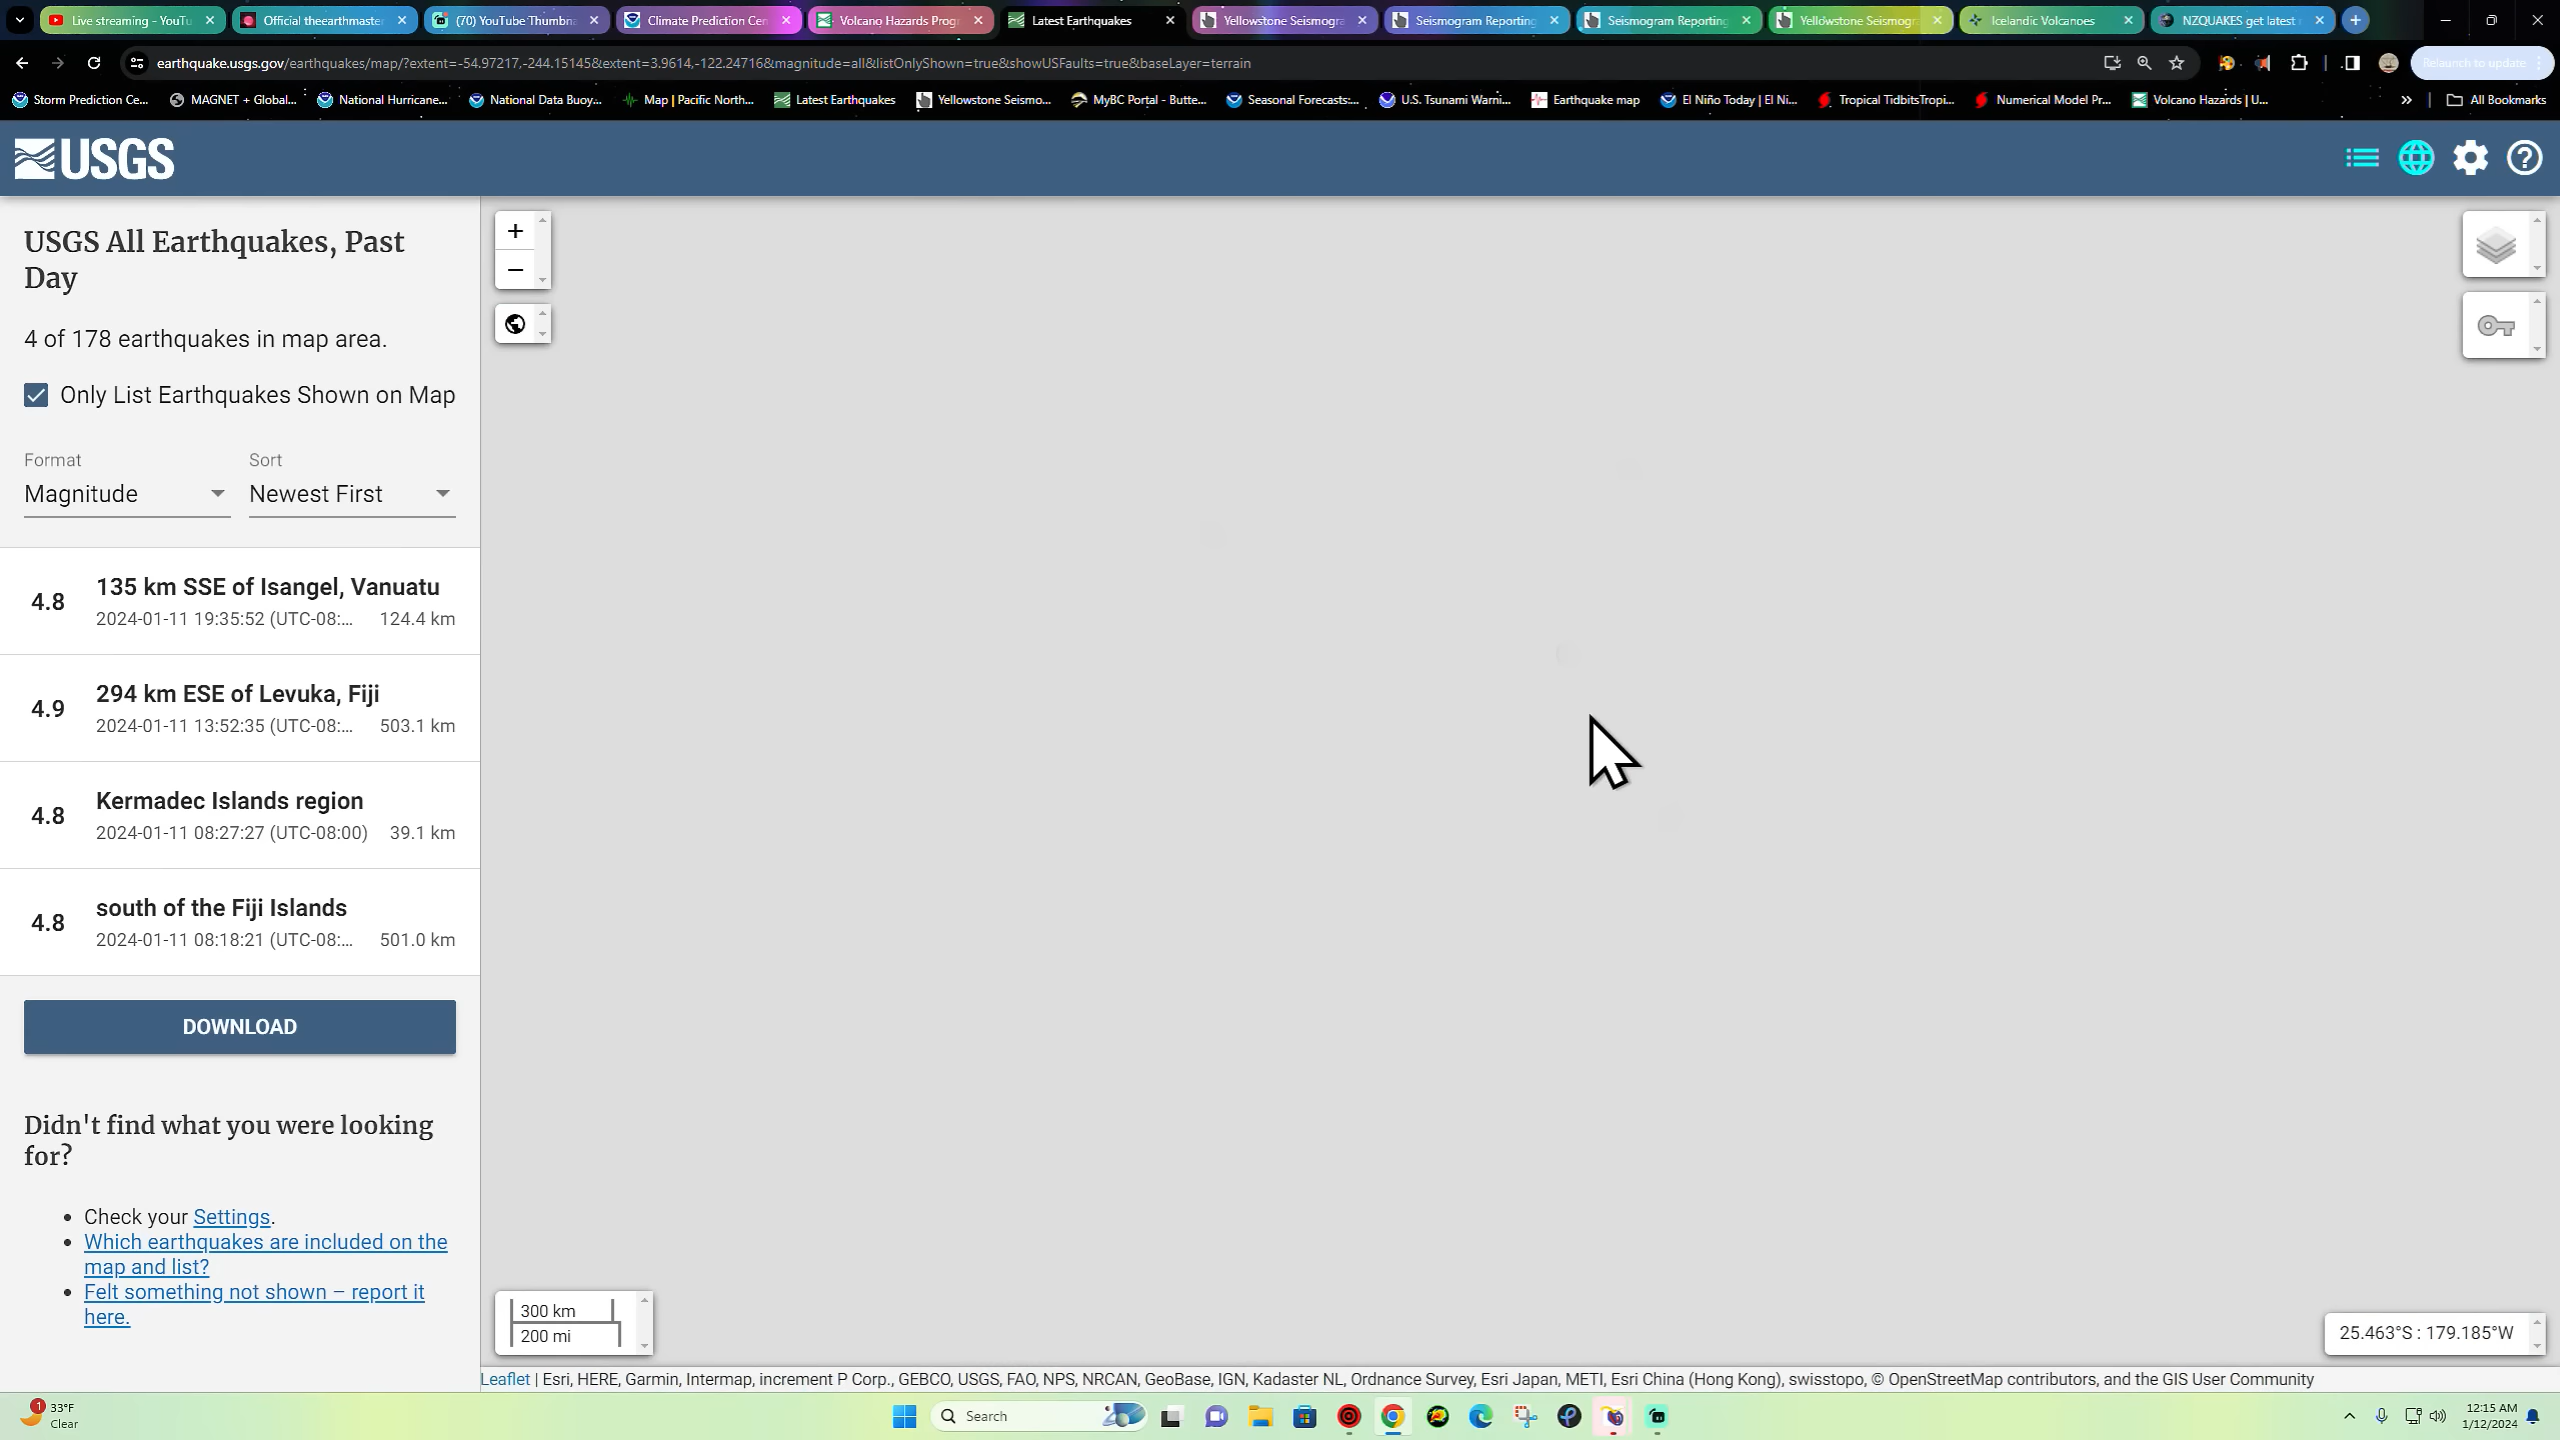 Live streaming - YouTu
Official theearthmaste
(70) YouTube Thumbna
Climate Prediction Cen
Volcano Hazards Prog
Latest Earthquakes
Yellowstone Seismogra
Seismogram Reporting
Seismogram Reporting
Yellowstone Seismogr
Icelandic Volcanoes
NZQUAKES get latest
earthquake.usgs.gov/earthquakes/map/?extent=-54.97217,-244.15145&extent=3.9614,-122.24716&magnitude=all&listOnlyShown=true&showUSFaults=true&baseLayer=terrain
Relaunch to update
Storm Prediction Ce...
MAGNET + Global...
National Hurricane...
National Data Buoy...
Map | Pacific North...
Latest Earthquakes
Yellowstone Seismo...
MyBC Portal - Butte...
Seasonal Forecasts:...
U.S. Tsunami Warni...
Earthquake map
El Niño Today | El Ni...
Tropical TidbitsTropi...
Numerical Model Pr...
Volcano Hazards | U...
All Bookmarks
USGS
USGS All Earthquakes, Past
Day
4 of 178 earthquakes in map area.
Only List Earthquakes Shown on Map
Format
Sort
Magnitude
Newest First
4.8
135 km SSE of Isangel, Vanuatu
2024-01-11 19:35:52 (UTC-08:... 124.4 km
4.9
294 km ESE of Levuka, Fiji
2024-01-11 13:52:35 (UTC-08:... 503.1 km
4.8
Kermadec Islands region
2024-01-11 08:27:27 (UTC-08:00) 39.1 km
4.8
south of the Fiji Islands
2024-01-11 08:18:21 (UTC-08:... 501.0 km
DOWNLOAD
Didn't find what you were looking
for?
Check your Settings.
Which earthquakes are included on the
map and list?
Felt something not shown – report it
here.
300 km
200 mi
25.463°S : 179.185°W
Leaflet | Esri, HERE, Garmin, Intermap, increment P Corp., GEBCO, USGS, FAO, NPS, NRCAN, GeoBase, IGN, Kadaster NL, Ordnance Survey, Esri Japan, METI, Esri China (Hong Kong), swisstopo, © OpenStreetMap contributors, and the GIS User Community
1
33°F
Clear
Search
12:15 AM
1/12/2024